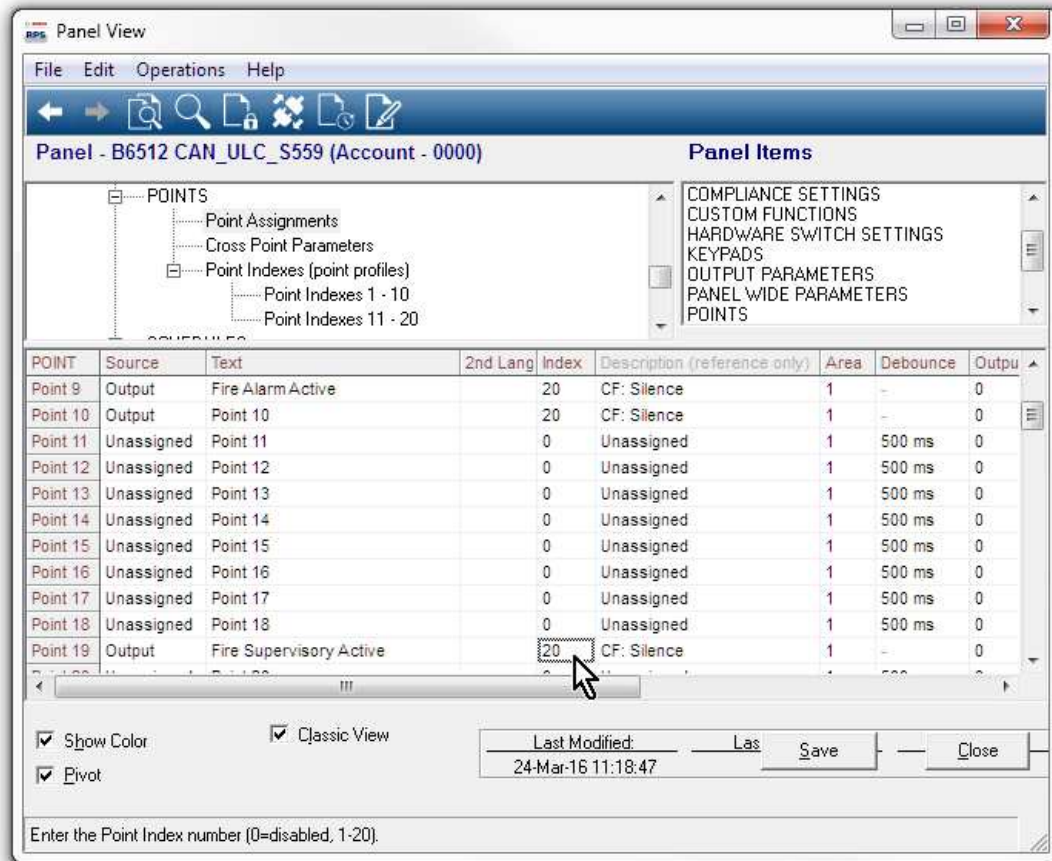 RPS Panel View
File Edit Operations Help
Panel - B6512 CAN_ULC_S559 (Account - 0000) Panel Items
POINTS
Point Assignments
Cross Point Parameters
Point Indexes (point profiles)
Point Indexes 1 - 10
Point Indexes 11 - 20
COMPLIANCE SETTINGS
CUSTOM FUNCTIONS
HARDWARE SWITCH SETTINGS
KEYPADS
OUTPUT PARAMETERS
PANEL WIDE PARAMETERS
POINTS
POINT Source Text 2nd Lang Index Description (reference only) Area Debounce Outpu
Point 9 Output Fire Alarm Active 20 CF: Silence 1 - 0
Point 10 Output Point 10 20 CF: Silence 1 - 0
Point 11 Unassigned Point 11 0 Unassigned 1 500 ms 0
Point 12 Unassigned Point 12 0 Unassigned 1 500 ms 0
Point 13 Unassigned Point 13 0 Unassigned 1 500 ms 0
Point 14 Unassigned Point 14 0 Unassigned 1 500 ms 0
Point 15 Unassigned Point 15 0 Unassigned 1 500 ms 0
Point 16 Unassigned Point 16 0 Unassigned 1 500 ms 0
Point 17 Unassigned Point 17 0 Unassigned 1 500 ms 0
Point 18 Unassigned Point 18 0 Unassigned 1 500 ms 0
Point 19 Output Fire Supervisory Active 20 CF: Silence 1 - 0
Show Color Classic View
Pivot
Last Modified: Las
24-Mar-16 11:18:47
Save Close
Enter the Point Index number (0=disabled, 1-20).